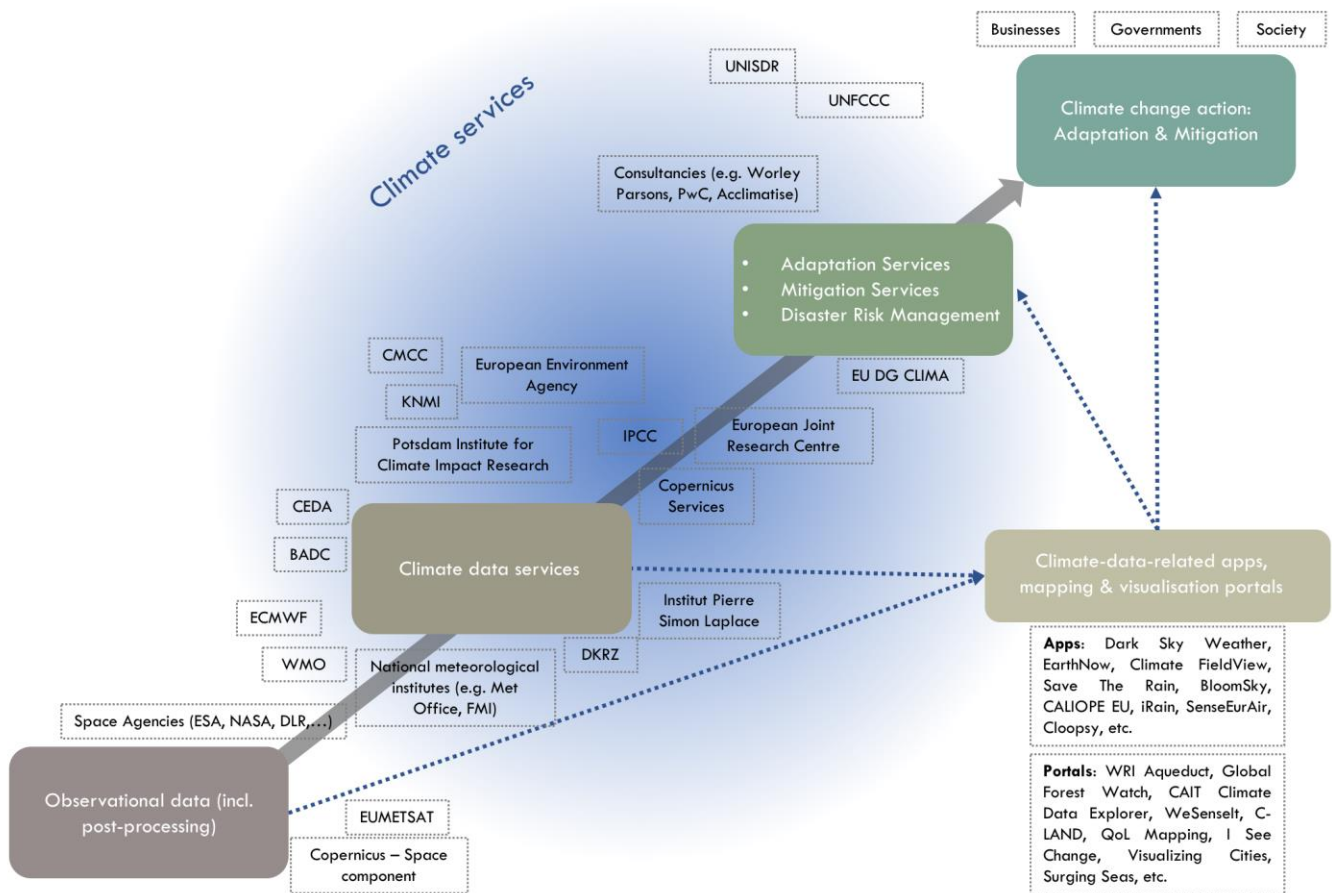 Businesses
Governments
Society
UNISDR
UNFCCC
Climate services
Climate change action:
Adaptation & Mitigation
Consultancies (e.g. Worley
Parsons, PwC, Acclimatise)
• Adaptation Services
• Mitigation Services
• Disaster Risk Management
CMCC
European Environment
Agency
EU DG CLIMA
KNMI
IPCC
European Joint
Research Centre
Potsdam Institute for
Climate Impact Research
Copernicus
Services
CEDA
BADC
Climate data services
Climate-data-related apps,
mapping & visualisation portals
ECMWF
Institut Pierre
Simon Laplace
WMO
DKRZ
National meteorological
institutes (e.g. Met
Office, FMI)
Space Agencies (ESA, NASA, DLR,…)
Observational data (incl.
post-processing)
EUMETSAT
Copernicus – Space
component
Apps: Dark Sky Weather,
EarthNow, Climate FieldView,
Save The Rain, BloomSky,
CALIOPE EU, iRain, SenseEurAir,
Cloopsy, etc.
Portals: WRI Aqueduct, Global
Forest Watch, CAIT Climate
Data Explorer, WeSenseIt, C-
LAND, QoL Mapping, I See
Change, Visualizing Cities,
Surging Seas, etc.